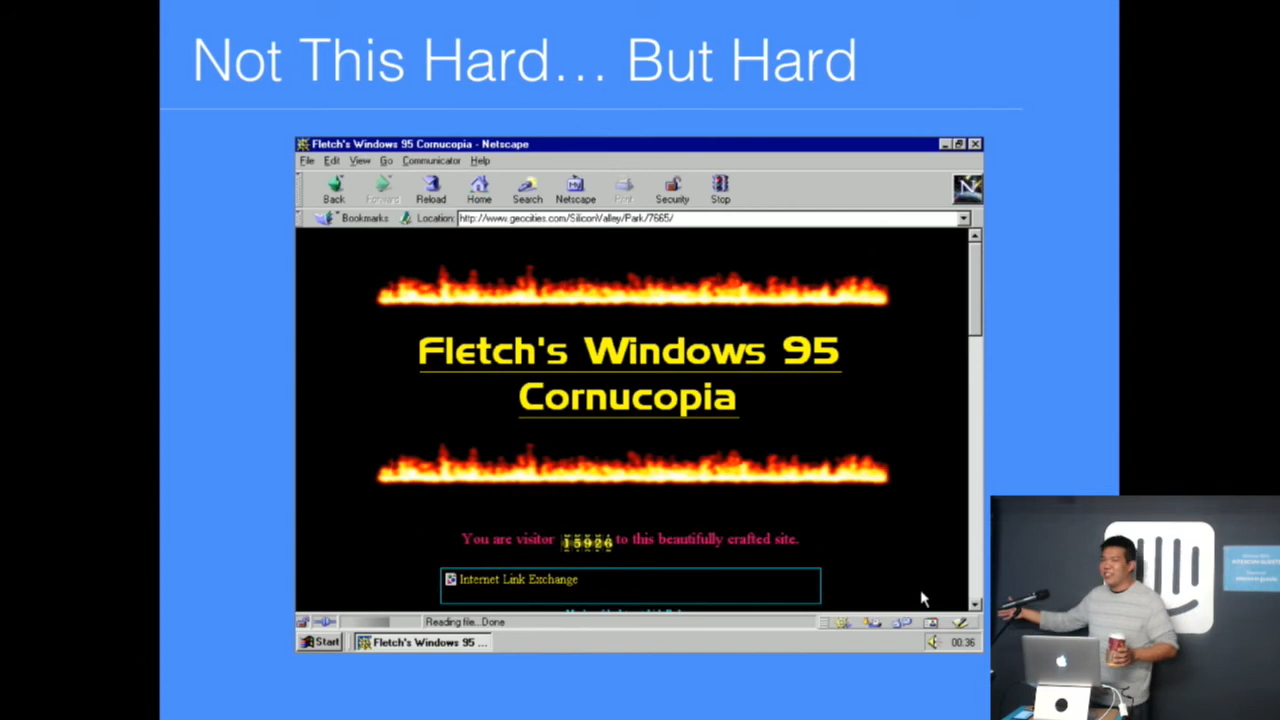 Not This Hard... But Hard
Fletch's Windows 95 Cornucopia - Netscape
File Edit View Go Communicator Help
Back Forward Reload Home Search Netscape Print Security Stop
N
Bookmarks Location: http://www.geocities.com/SiliconValley/Park/7665/
Fletch's Windows 95
Cornucopia
You are visitor 15926 to this beautifully crafted site.
Internet Link Exchange
Reading file...Done
Start Fletch's Windows 95 ... 00:36